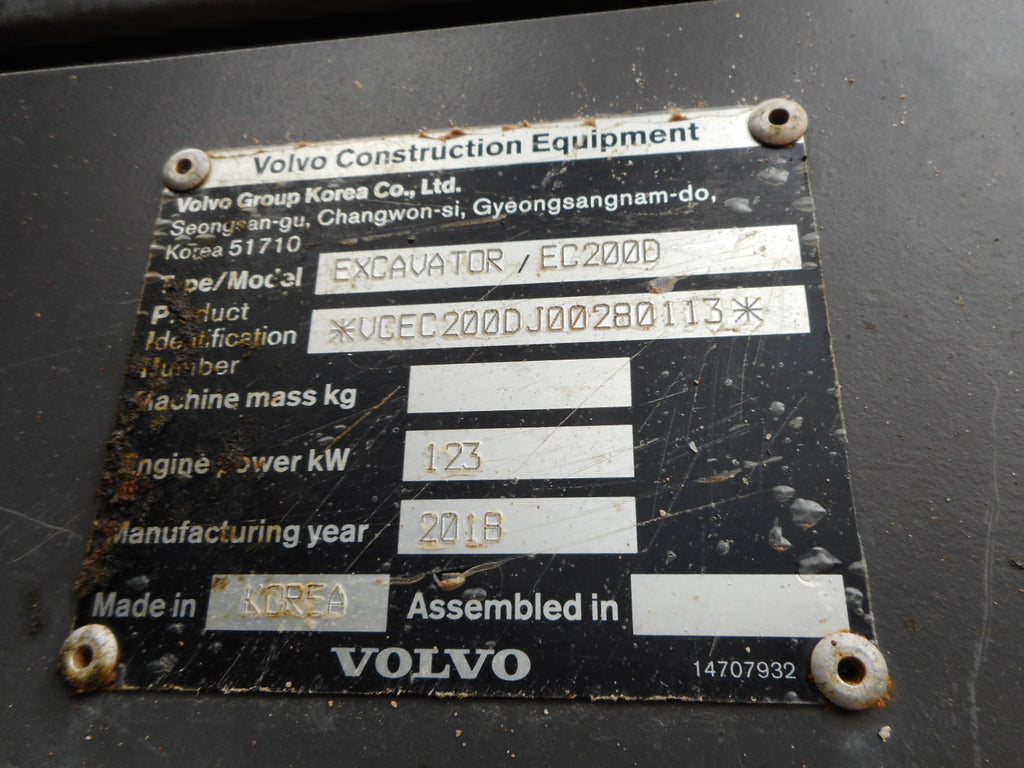 Volvo Construction Equipment
Volvo Group Korea Co., Ltd.
Seongsan-gu, Changwon-si, Gyeongsangnam-do,
Korea 51710
Type/Model EXCAVATOR / EC200D
Product
Identification *VCEC200DJ00280113*
Number
Machine mass kg
Engine power kW 123
Manufacturing year 2018
Made in KOREA Assembled in
VOLVO 14707932